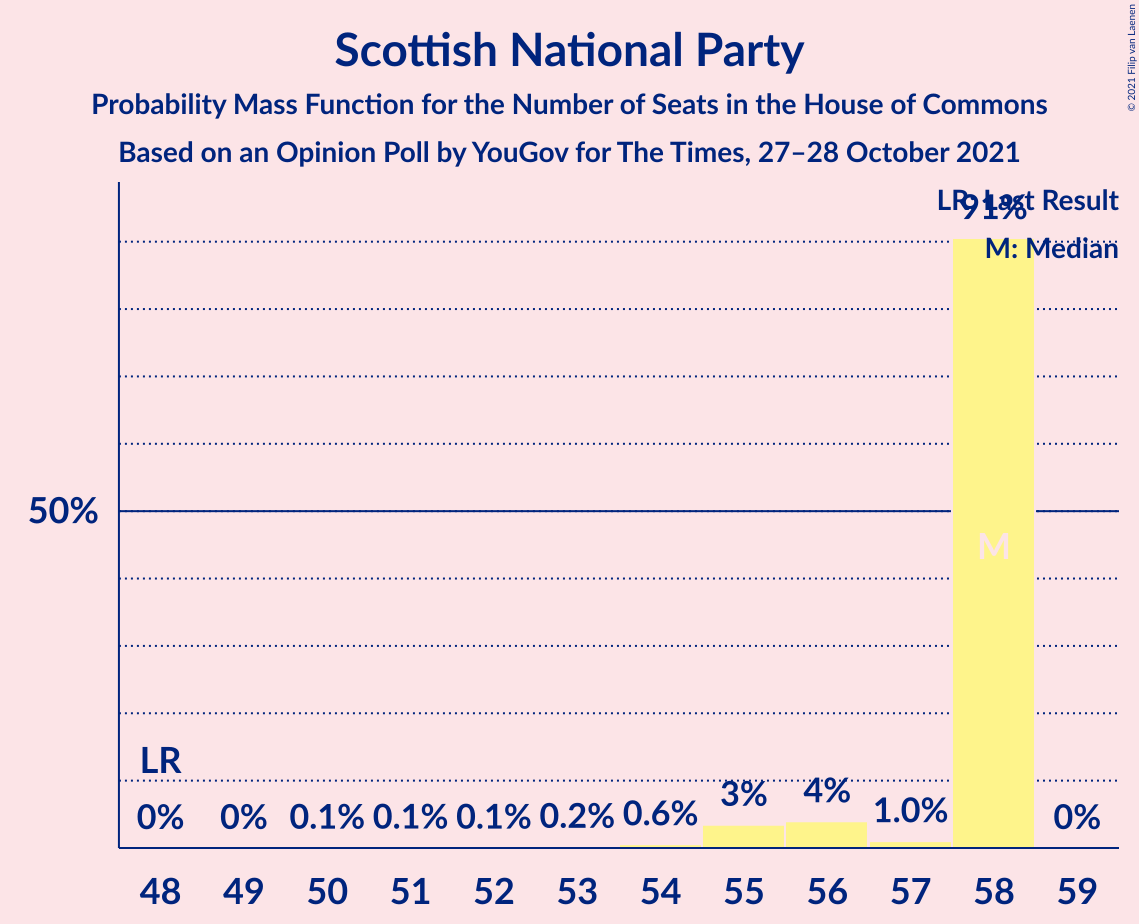 Scottish National Party
Probability Mass Function for the Number of Seats in the House of Commons
Based on an Opinion Poll by YouGov for The Times, 27–28 October 2021
© 2021 Filip van Laenen
LR: Last Result
91%
M: Median
50%
M
LR
0% 0% 0.1% 0.1% 0.1% 0.2% 0.6% 3% 4% 1.0% 0%
48 49 50 51 52 53 54 55 56 57 58 59